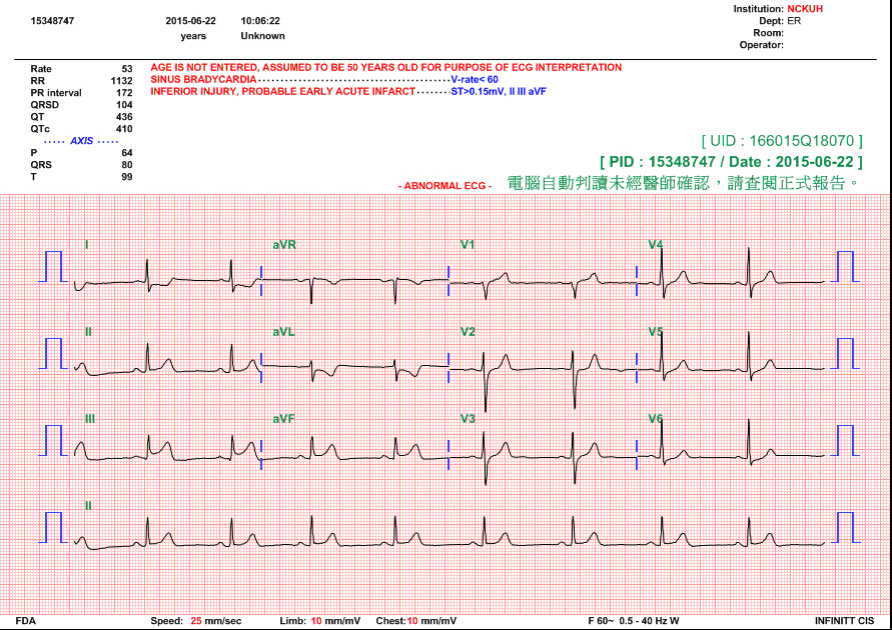 Institution: NCKUH
15348747 2015-06-22 10:06:22 Dept: ER
years Unknown Room:
Operator:
Rate 53 AGE IS NOT ENTERED, ASSUMED TO BE 50 YEARS OLD FOR PURPOSE OF ECG INTERPRETATION
RR 1132 SINUS BRADYCARDIA - - - - - - - - - - - - - - - - - - - - - - - - - - - - - - - - - - - - - - - - - V-rate< 60
PR interval 172 INFERIOR INJURY, PROBABLE EARLY ACUTE INFARCT - - - - - - - - ST>0.15mV, II III aVF
QRSD 104
QT 436
QTc 410
- - - - - AXIS - - - - -
P 64
QRS 80
T 99
[ UID : 166015Q18070 ]
[ PID : 15348747 / Date : 2015-06-22 ]
- ABNORMAL ECG - 電腦自動判讀未經醫師確認，請查閱正式報告。
I aVR V1 V4
II aVL V2 V5
III aVF V3 V6
II
FDA Speed: 25 mm/sec Limb: 10 mm/mV Chest:10 mm/mV F 60~ 0.5 - 40 Hz W INFINITT CIS